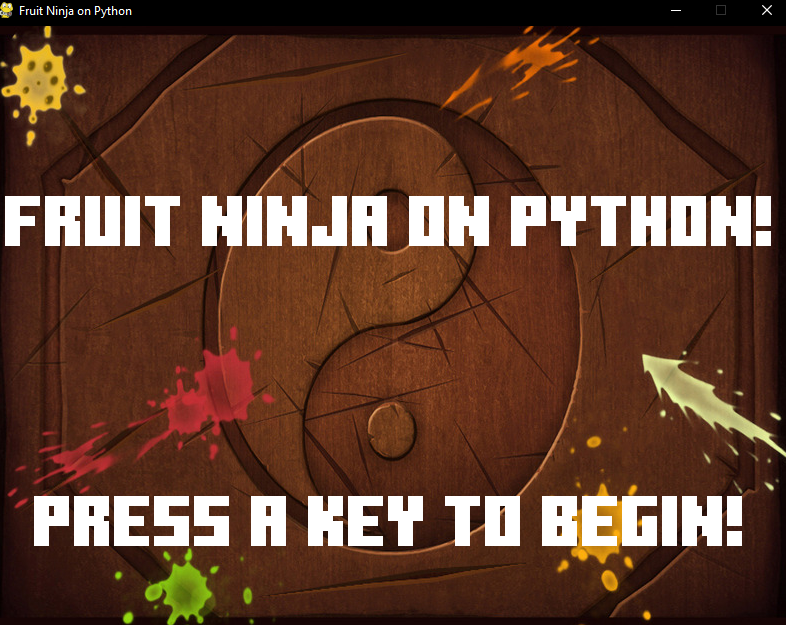 Fruit Ninja on Python
FRUIT NINJA ON PYTHON!
PRESS A KEY TO BEGIN!